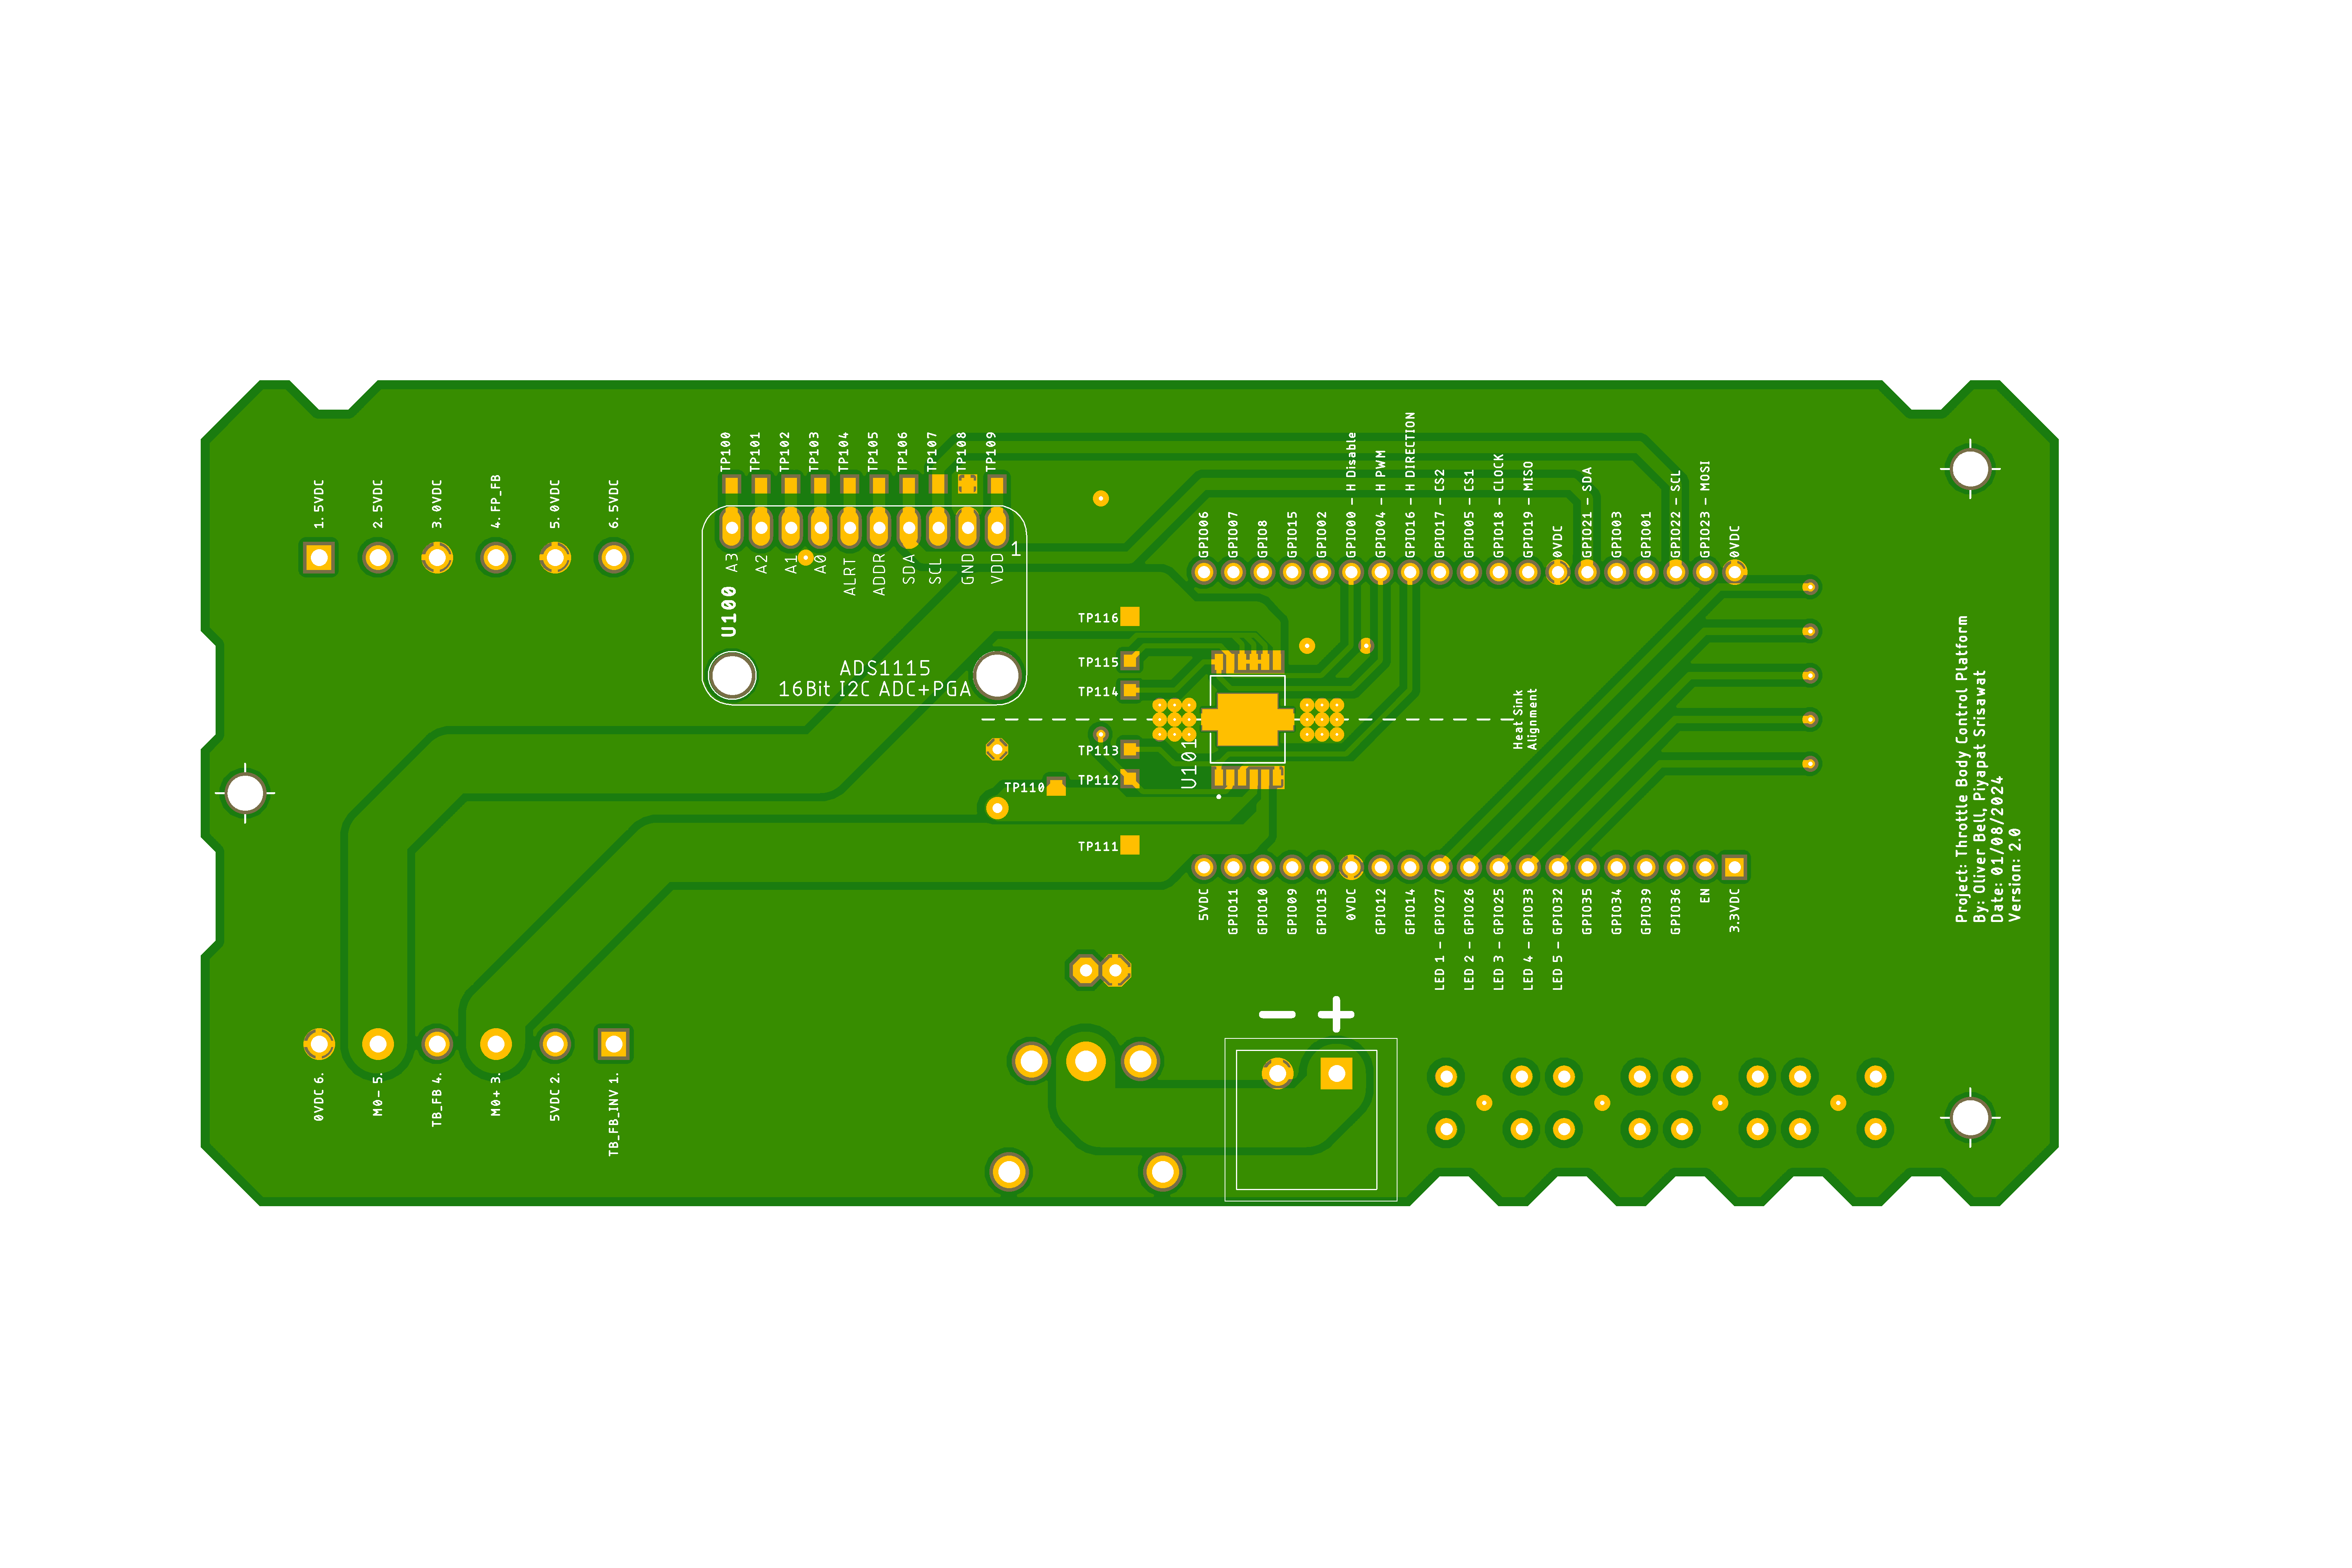 TP100
TP101
TP102
TP103
TP104
TP105
TP106
TP107
TP108
TP109
1. 5VDC
2. 5VDC
3. 0VDC
4. FP_FB
5. 0VDC
6. 5VDC
A3
A2
A1
A0
ALRT
ADDR
SDA
SCL
GND
VDD
1
U100
ADS1115
16Bit I2C ADC+PGA
GPIO06
GPIO07
GPIO8
GPIO15
GPIO02
GPIO00 - H Disable
GPIO04 - H PWM
GPIO16 - H DIRECTION
GPIO17 - CS2
GPIO05 - CS1
GPIO18 - CLOCK
GPIO19 - MISO
0VDC
GPIO21 - SDA
GPIO03
GPIO01
GPIO22 - SCL
GPIO23 - MOSI
0VDC
TP116
TP115
TP114
TP113
TP112
TP110
TP111
U101
Heat Sink
Alignment
Project: Throttle Body Control Platform
By: Oliver Bell, Piyapat Srisawat
Date: 01/08/2024
Version: 2.0
5VDC
GPIO11
GPIO10
GPIO09
GPIO13
0VDC
GPIO12
GPIO14
LED 1 - GPIO27
LED 2 - GPIO26
LED 3 - GPIO25
LED 4 - GPIO33
LED 5 - GPIO32
GPIO35
GPIO34
GPIO39
GPIO36
EN
3.3VDC
- +
0VDC 6.
M0- 5.
TB_FB 4.
M0+ 3.
5VDC 2.
TB_FB_INV 1.